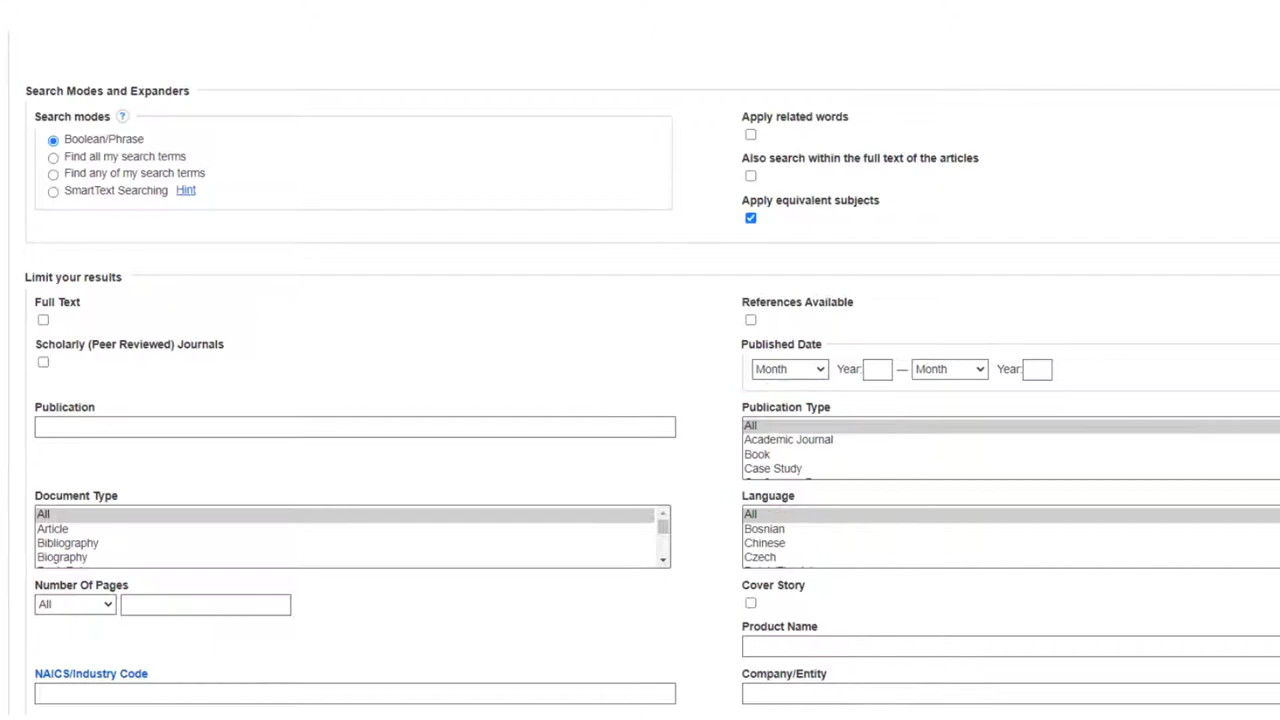 Search Modes and Expanders
Search modes ?
Boolean/Phrase
Find all my search terms
Find any of my search terms
SmartText Searching Hint
Apply related words
Also search within the full text of the articles
Apply equivalent subjects
Limit your results
Full Text
References Available
Scholarly (Peer Reviewed) Journals
Published Date
Month Year: — Month Year:
Publication
Publication Type
All
Academic Journal
Book
Case Study
Document Type
All
Article
Bibliography
Biography
Language
All
Bosnian
Chinese
Czech
Number Of Pages
All
Cover Story
Product Name
NAICS/Industry Code
Company/Entity